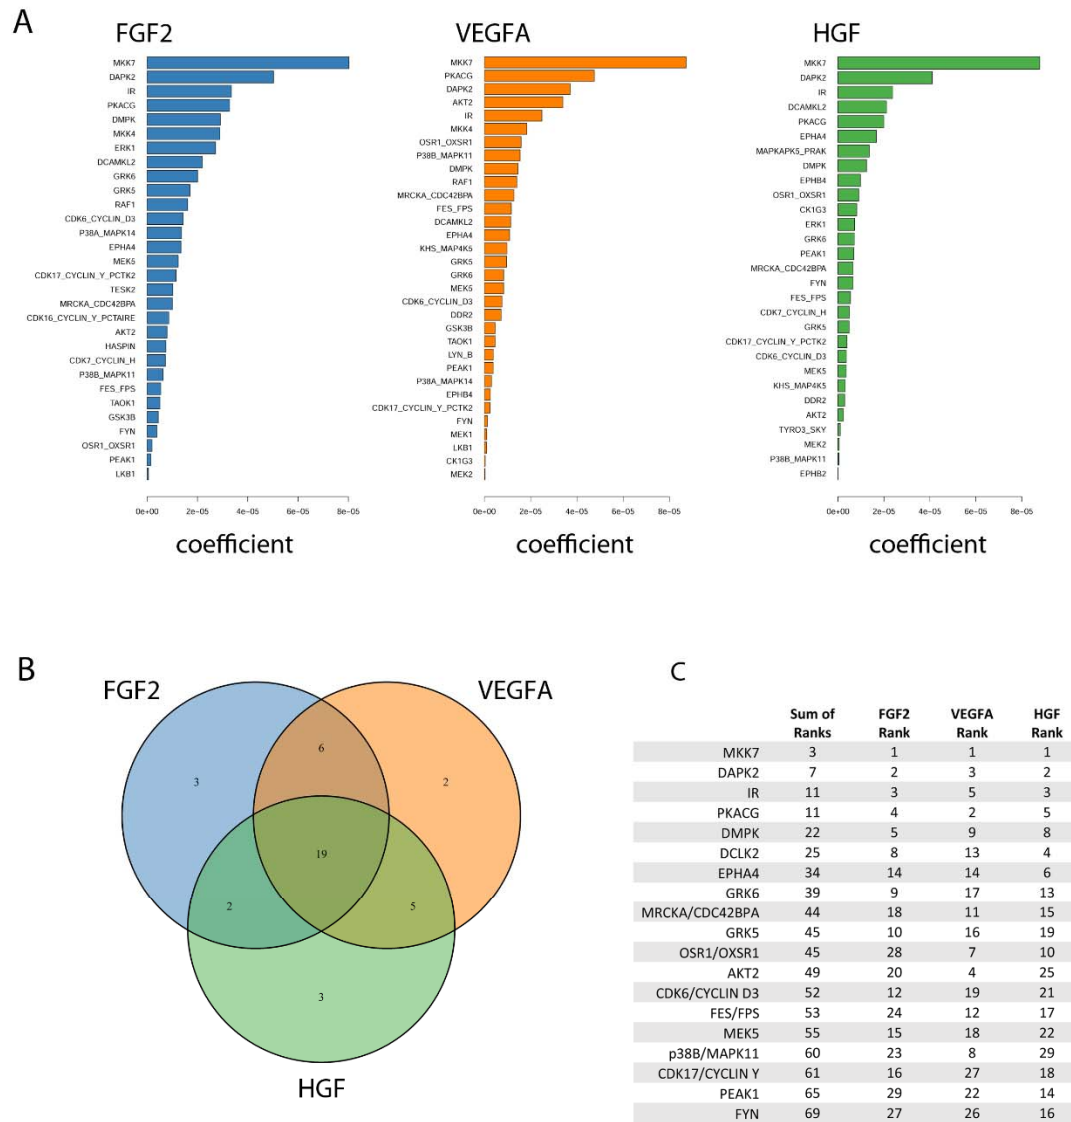 A
FGF2
MKK7
DAPK2
IR
PKACG
DMPK
MKK4
ERK1
DCAMKL2
GRK6
GRK5
RAF1
CDK6_CYCLIN_D3
P38A_MAPK14
EPHA4
MEK5
CDK17_CYCLIN_Y_PCTK2
TESK2
MRCKA_CDC42BPA
CDK16_CYCLIN_Y_PCTAIRE
AKT2
HASPIN
CDK7_CYCLIN_H
P38B_MAPK11
FES_FPS
TAOK1
GSK3B
FYN
OSR1_OXSR1
PEAK1
LKB1
0e+00 2e-05 4e-05 6e-05 8e-05
coefficient
VEGFA
MKK7
PKACG
DAPK2
AKT2
IR
MKK4
OSR1_OXSR1
P38B_MAPK11
DMPK
RAF1
MRCKA_CDC42BPA
FES_FPS
DCAMKL2
EPHA4
KHS_MAP4K5
GRK5
GRK6
MEK5
CDK6_CYCLIN_D3
DDR2
GSK3B
TAOK1
LYN_B
PEAK1
P38A_MAPK14
EPHB4
CDK17_CYCLIN_Y_PCTK2
FYN
MEK1
LKB1
CK1G3
MEK2
0e+00 2e-05 4e-05 6e-05 8e-05
coefficient
HGF
MKK7
DAPK2
IR
DCAMKL2
PKACG
EPHA4
MAPKAPK5_PRAK
DMPK
EPHB4
OSR1_OXSR1
CK1G3
ERK1
GRK6
PEAK1
MRCKA_CDC42BPA
FYN
FES_FPS
CDK7_CYCLIN_H
GRK5
CDK17_CYCLIN_Y_PCTK2
CDK6_CYCLIN_D3
MEK5
KHS_MAP4K5
DDR2
AKT2
TYRO3_SKY
MEK2
P38B_MAPK11
EPHB2
0e+00 2e-05 4e-05 6e-05 8e-05
coefficient
B
FGF2
VEGFA
6
3
2
19
2
5
3
HGF
C
Sum of FGF2 VEGFA HGF
Ranks Rank Rank Rank
MKK7 3 1 1 1
DAPK2 7 2 3 2
IR 11 3 5 3
PKACG 11 4 2 5
DMPK 22 5 9 8
DCLK2 25 8 13 4
EPHA4 34 14 14 6
GRK6 39 9 17 13
MRCKA/CDC42BPA 44 18 11 15
GRK5 45 10 16 19
OSR1/OXSR1 45 28 7 10
AKT2 49 20 4 25
CDK6/CYCLIN D3 52 12 19 21
FES/FPS 53 24 12 17
MEK5 55 15 18 22
p38B/MAPK11 60 23 8 29
CDK17/CYCLIN Y 61 16 27 18
PEAK1 65 29 22 14
FYN 69 27 26 16